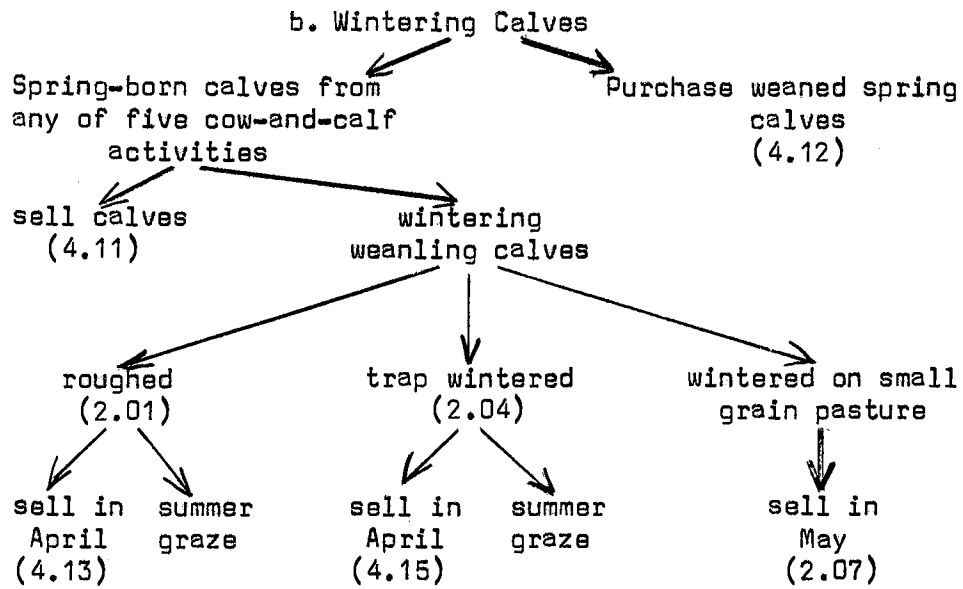 b. Wintering Calves
Spring-born calves from
any of five cow-and-calf
activities
Purchase weaned spring
calves
(4.12)
sell calves
(4.11)
wintering
weanling calves
roughed
(2.01)
trap wintered
(2.04)
wintered on small
grain pasture
sell in
April
(4.13)
summer
graze
sell in
April
(4.15)
summer
graze
sell in
May
(2.07)